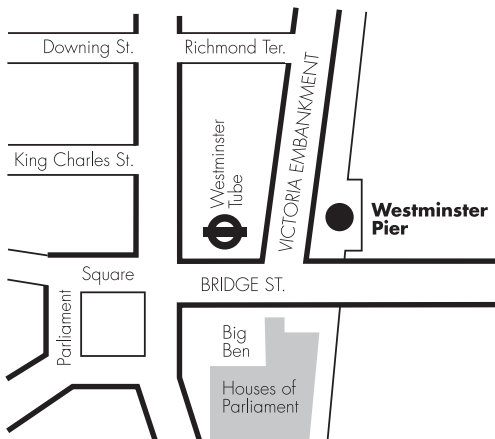 Downing St.
Richmond Ter.
King Charles St.
Westminster
Tube
VICTORIA EMBANKMENT
Westminster
Pier
Square
Parliament
BRIDGE ST.
Big
Ben
Houses of
Parliament